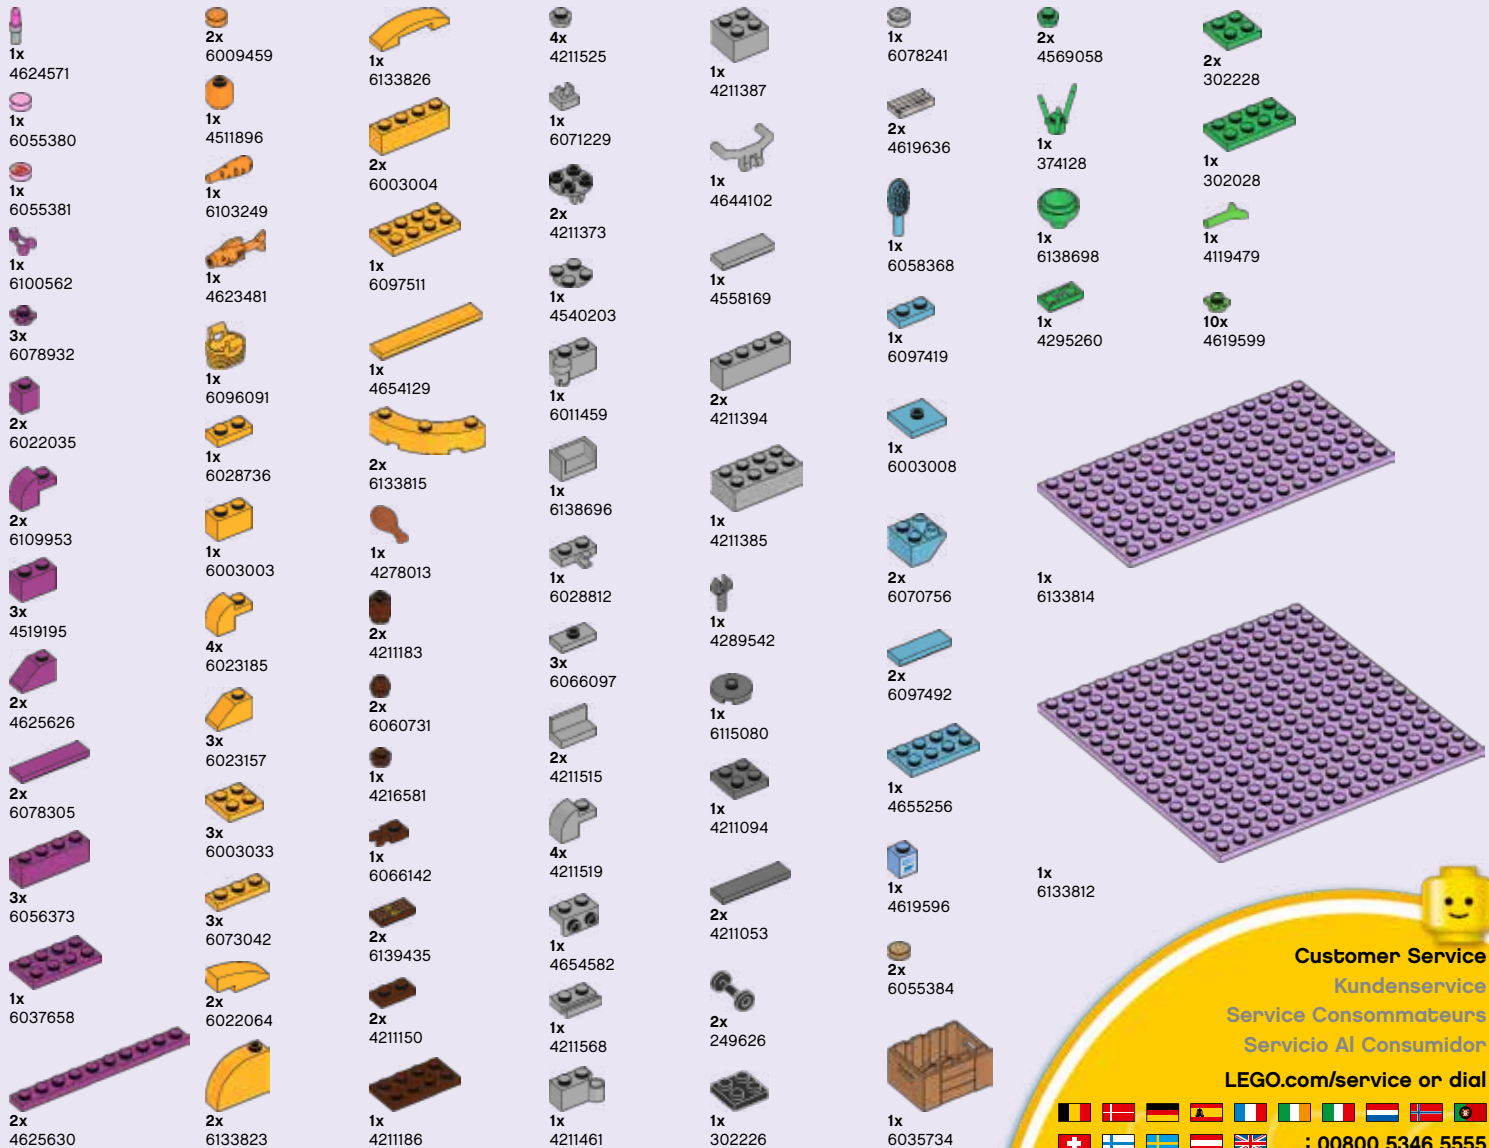 1x
4624571
1x
6055380
1x
6055381
1x
6100562
3x
6078932
2x
6022035
2x
6109953
3x
4519195
2x
4625626
2x
6078305
3x
6056373
1x
6037658
2x
4625630
2x
6009459
1x
4511896
1x
6103249
1x
4623481
1x
6096091
1x
6028736
1x
6003003
4x
6023185
3x
6023157
3x
6003033
3x
6073042
2x
6022064
2x
6133823
1x
6133826
2x
6003004
1x
6097511
1x
4654129
2x
6133815
1x
4278013
2x
4211183
2x
6060731
1x
4216581
1x
6066142
2x
6139435
2x
4211150
1x
4211186
4x
4211525
1x
6071229
2x
4211373
1x
4540203
1x
6011459
1x
6138696
1x
6028812
3x
6066097
2x
4211515
4x
4211519
1x
4654582
1x
4211568
1x
4211461
1x
4211387
1x
4644102
1x
4558169
2x
4211394
1x
4211385
1x
4289542
1x
6115080
1x
4211094
2x
4211053
2x
249626
1x
302226
1x
6078241
2x
4619636
1x
6058368
1x
6097419
1x
6003008
2x
6070756
2x
6097492
1x
4655256
1x
4619596
2x
6055384
1x
6035734
2x
4569058
1x
374128
1x
6138698
1x
4295260
2x
302228
1x
302028
1x
4119479
10x
4619599
1x
6133814
1x
6133812
Customer Service
Kundenservice
Service Consommateurs
Servicio Al Consumidor
LEGO.com/service or dial
: 00800 5346 5555